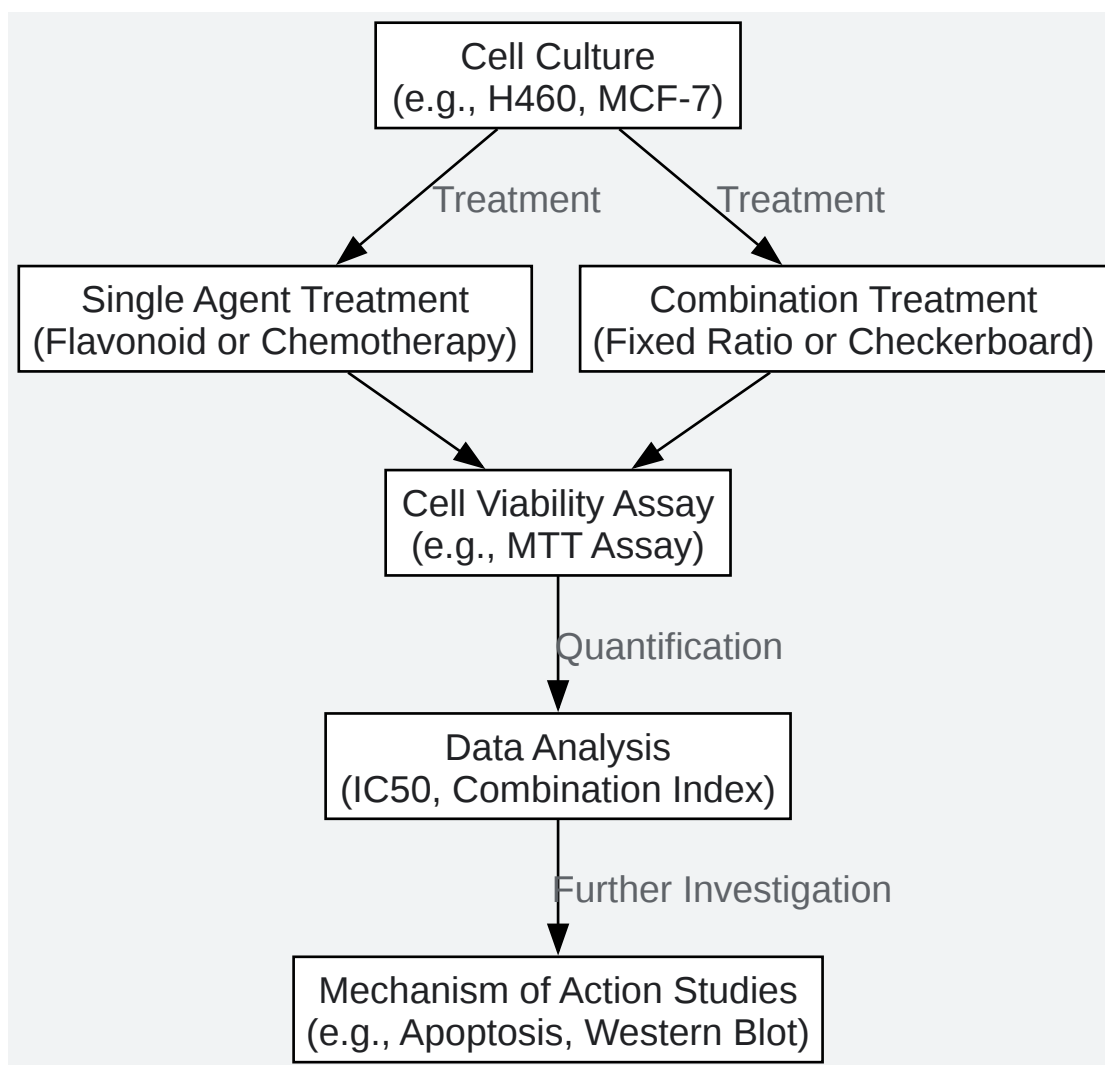 Cell Culture
(e.g., H460, MCF-7)
Treatment
Treatment
Single Agent Treatment
(Flavonoid or Chemotherapy)
Combination Treatment
(Fixed Ratio or Checkerboard)
Cell Viability Assay
(e.g., MTT Assay)
Quantification
Data Analysis
(IC50, Combination Index)
Further Investigation
Mechanism of Action Studies
(e.g., Apoptosis, Western Blot)